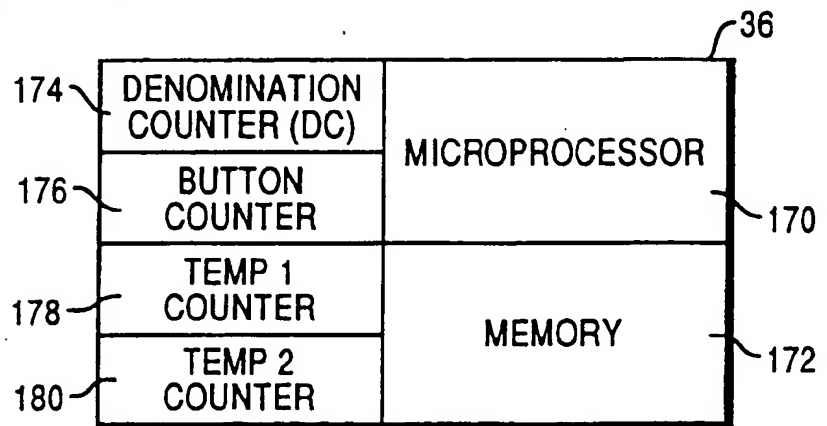 36
174
DENOMINATION
COUNTER (DC)
MICROPROCESSOR
176
BUTTON
COUNTER
170
178
TEMP 1
COUNTER
MEMORY
172
180
TEMP 2
COUNTER